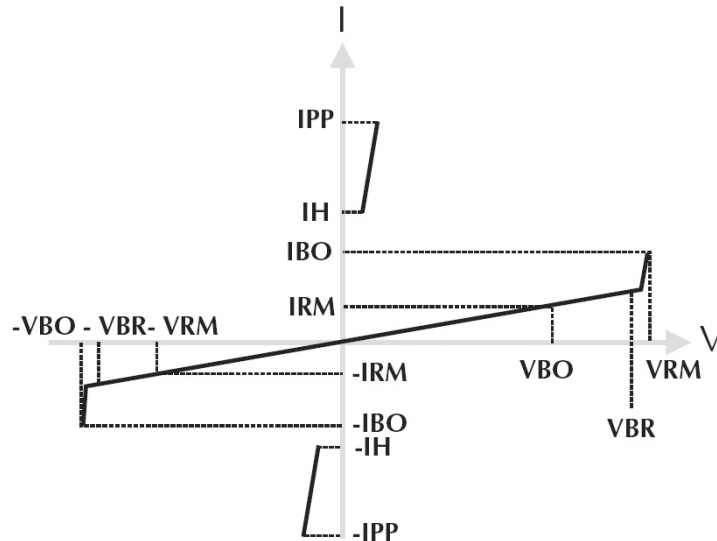 I
IPP
IH
IBO
IRM
-VBO - VBR- VRM
V
-IRM
VBO
VRM
VBR
-IBO
-IH
-IPP